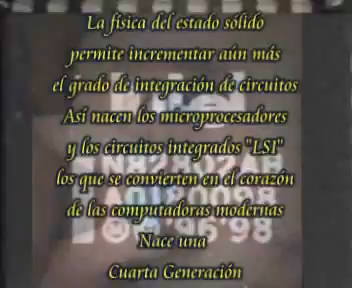 La física del estado sólido
permite incrementar aún más
el grado de integración de circuitos
Así nacen los microprocesadores
y los circuitos integrados "LSI"
los que se convierten en el corazón
de las computadoras modernas
Nace una
Cuarta Generación